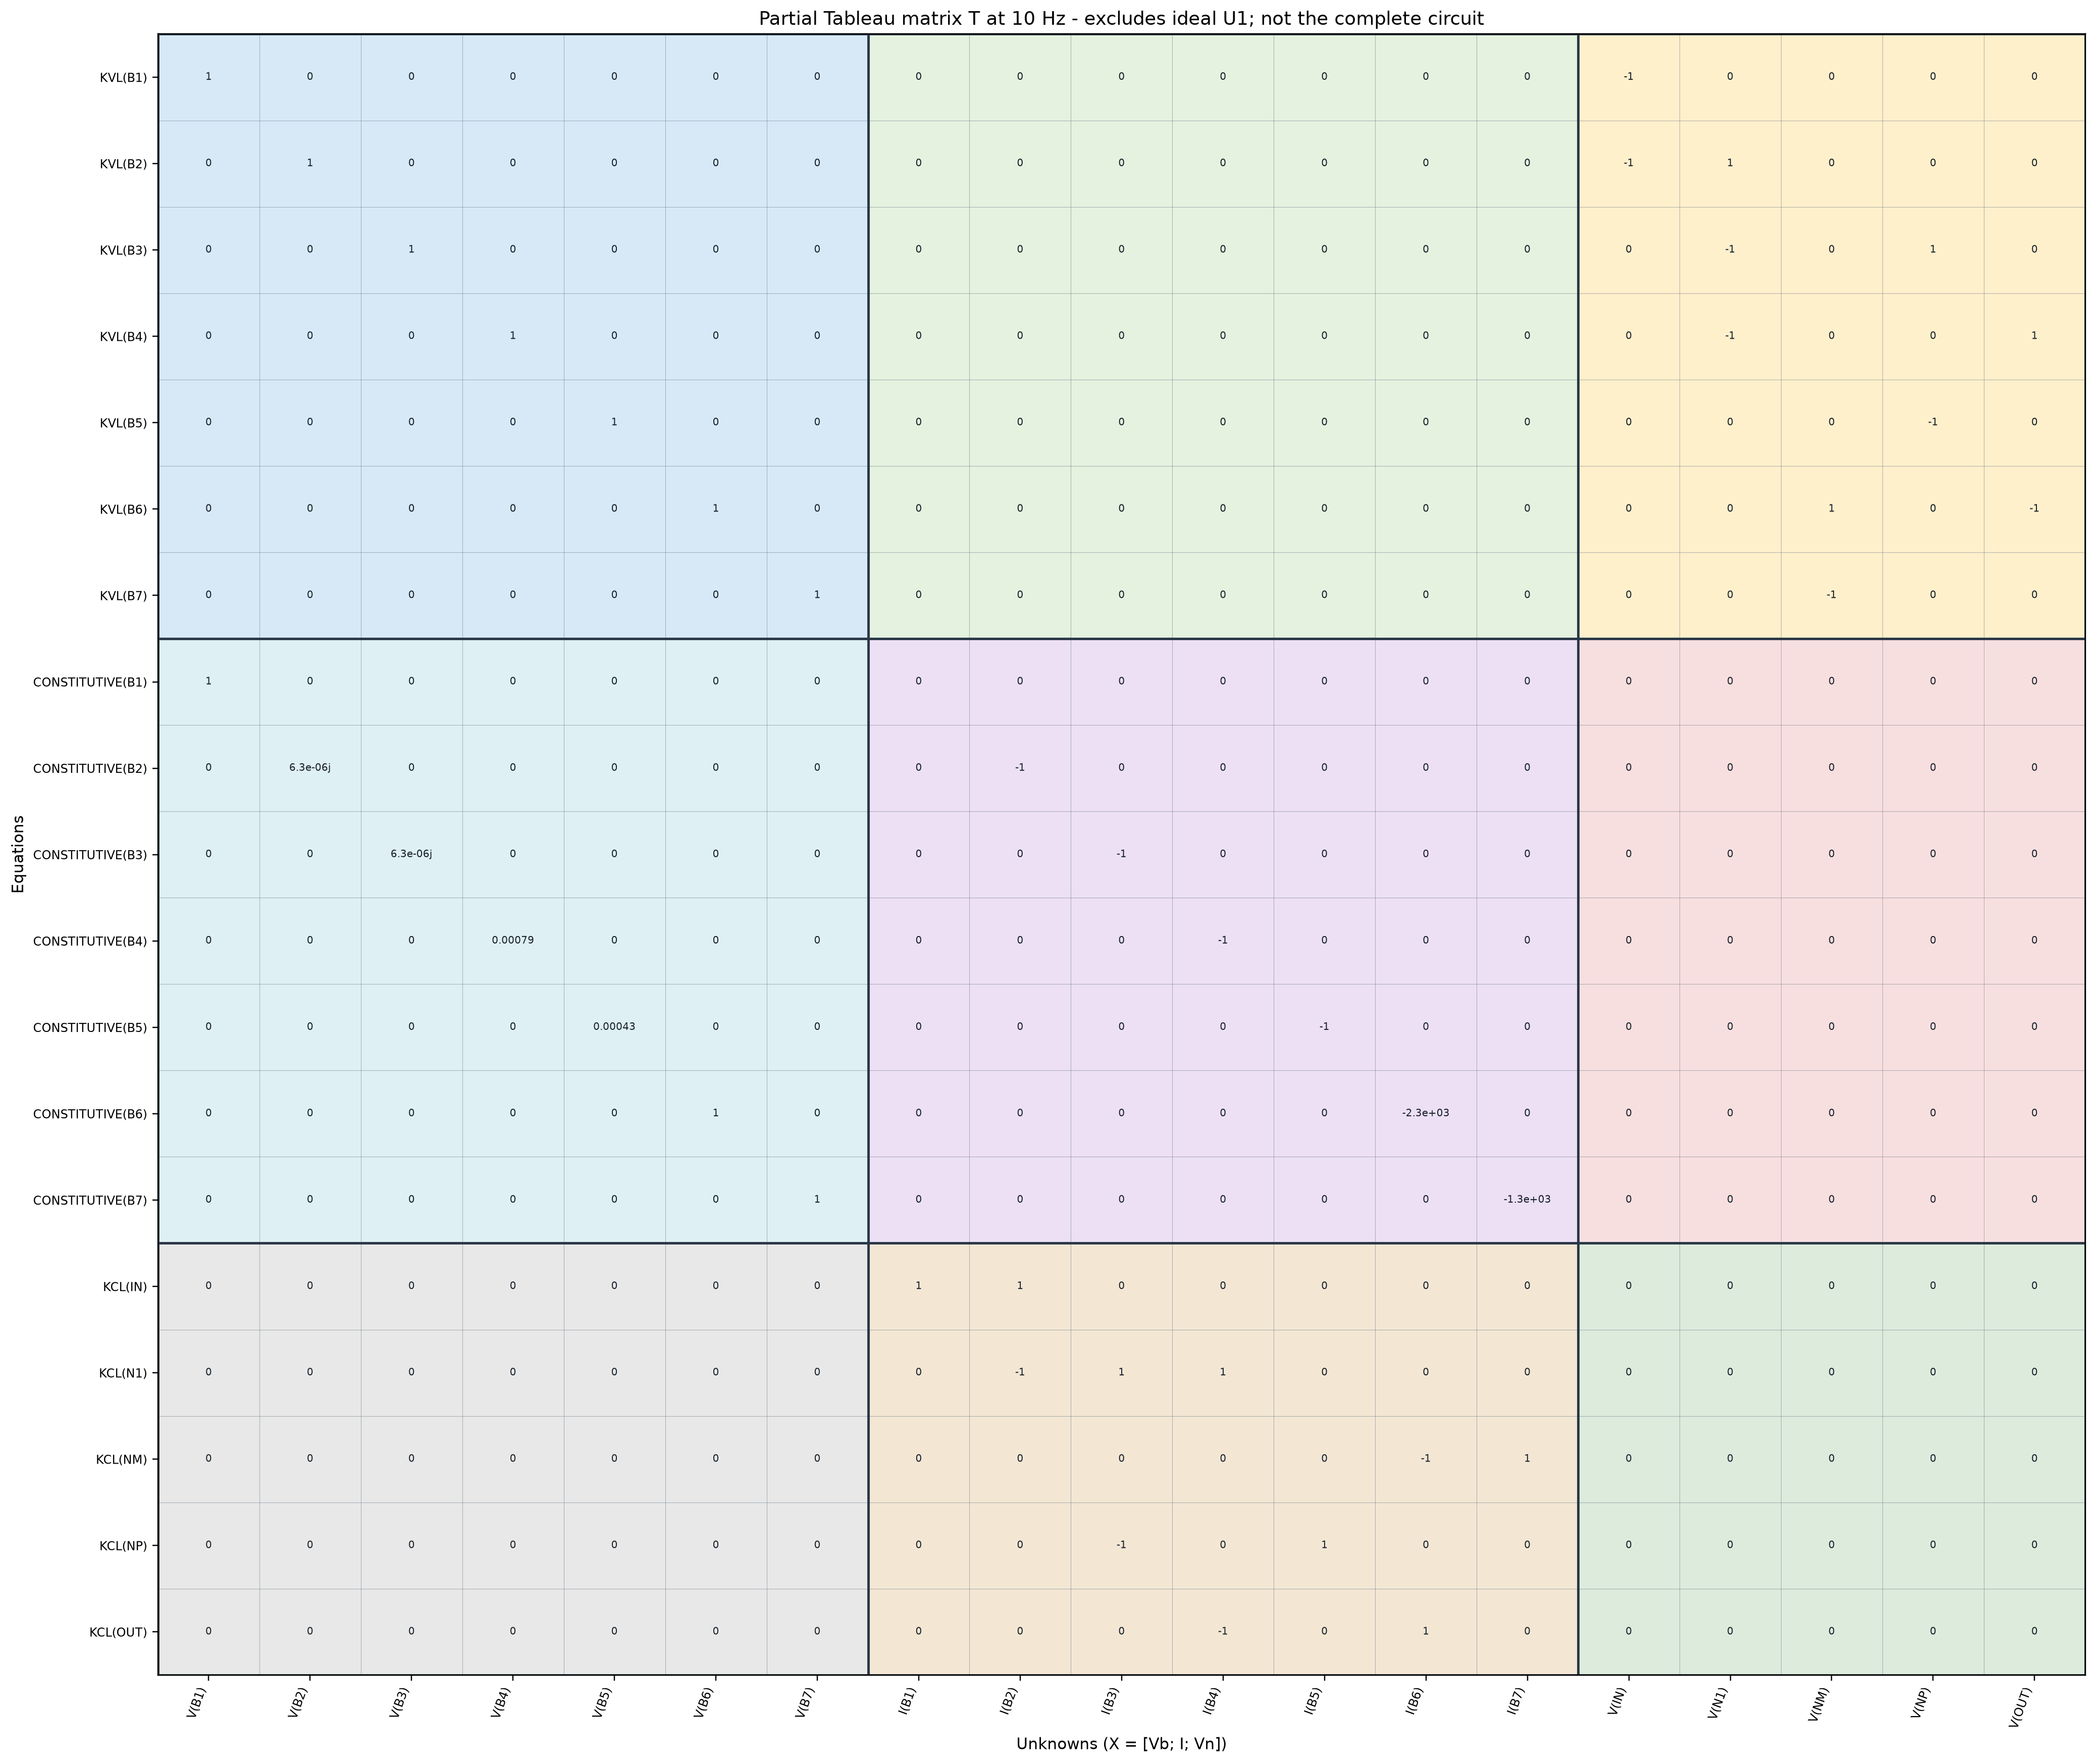 Partial Tableau matrix T at 10 Hz - excludes ideal U1; not the complete circuit
KVL(B1) 1 0 0 0 0 0 0 0 0 0 0 0 0 0 -1 0 0 0 0
KVL(B2) 0 1 0 0 0 0 0 0 0 0 0 0 0 0 -1 1 0 0 0
KVL(B3) 0 0 1 0 0 0 0 0 0 0 0 0 0 0 0 -1 0 1 0
KVL(B4) 0 0 0 1 0 0 0 0 0 0 0 0 0 0 0 -1 0 0 1
KVL(B5) 0 0 0 0 1 0 0 0 0 0 0 0 0 0 0 0 0 -1 0
KVL(B6) 0 0 0 0 0 1 0 0 0 0 0 0 0 0 0 0 1 0 -1
KVL(B7) 0 0 0 0 0 0 1 0 0 0 0 0 0 0 0 0 -1 0 0
CONSTITUTIVE(B1) 1 0 0 0 0 0 0 0 0 0 0 0 0 0 0 0 0 0 0
CONSTITUTIVE(B2) 0 6.3e-06j 0 0 0 0 0 0 -1 0 0 0 0 0 0 0 0 0 0
CONSTITUTIVE(B3) 0 0 6.3e-06j 0 0 0 0 0 0 -1 0 0 0 0 0 0 0 0 0
CONSTITUTIVE(B4) 0 0 0 0.00079 0 0 0 0 0 0 -1 0 0 0 0 0 0 0 0
CONSTITUTIVE(B5) 0 0 0 0 0.00043 0 0 0 0 0 0 -1 0 0 0 0 0 0 0
CONSTITUTIVE(B6) 0 0 0 0 0 1 0 0 0 0 0 0 -2.3e+03 0 0 0 0 0 0
CONSTITUTIVE(B7) 0 0 0 0 0 0 1 0 0 0 0 0 0 -1.3e+03 0 0 0 0 0
KCL(IN) 0 0 0 0 0 0 0 1 1 0 0 0 0 0 0 0 0 0 0
KCL(N1) 0 0 0 0 0 0 0 0 -1 1 1 0 0 0 0 0 0 0 0
KCL(NM) 0 0 0 0 0 0 0 0 0 0 0 0 -1 1 0 0 0 0 0
KCL(NP) 0 0 0 0 0 0 0 0 0 -1 0 1 0 0 0 0 0 0 0
KCL(OUT) 0 0 0 0 0 0 0 0 0 0 -1 0 1 0 0 0 0 0 0
V(B1) V(B2) V(B3) V(B4) V(B5) V(B6) V(B7) I(B1) I(B2) I(B3) I(B4) I(B5) I(B6) I(B7) V(IN) V(N1) V(NM) V(NP) V(OUT)
Unknowns (X = [Vb; I; Vn])
Equations